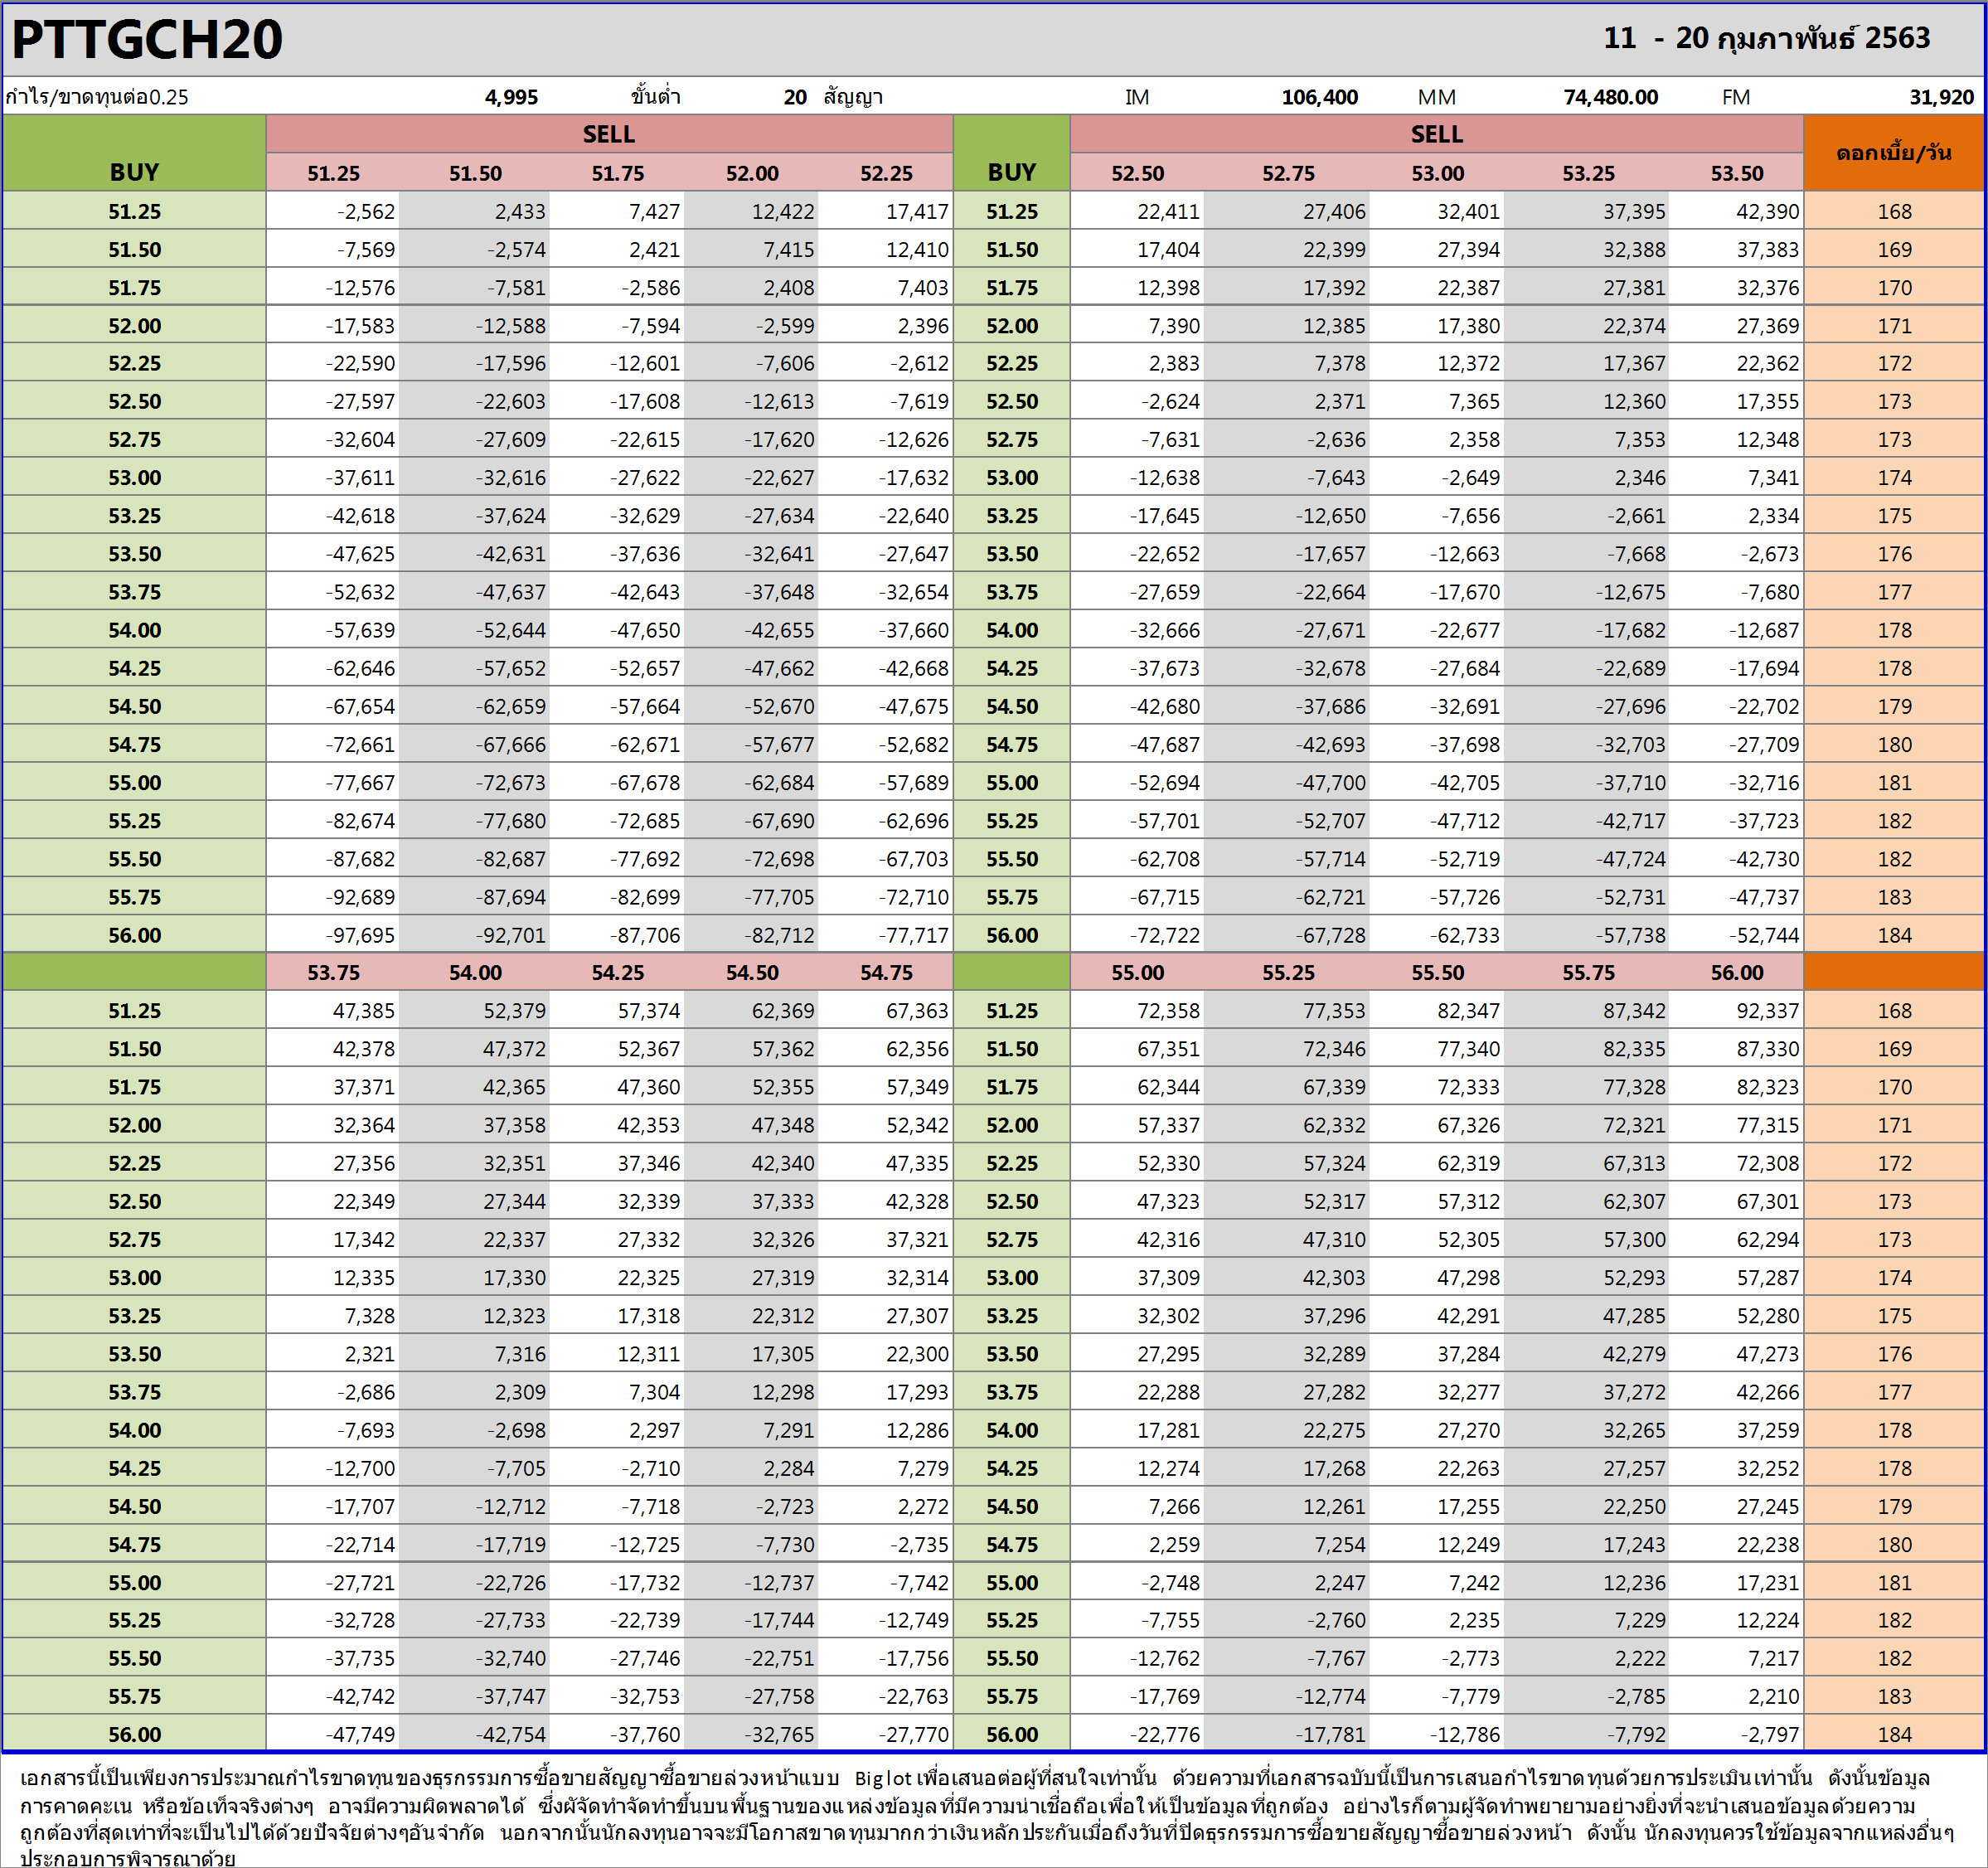 PTTGCH20 11 - 20 กุมภาพันธ์ 2563
กำไร/ขาดทุนต่อ0.25 4,995 ขั้นต่ำ 20 สัญญา IM 106,400 MM 74,480.00 FM 31,920
BUY SELL BUY SELL ดอกเบี้ย/วัน
51.25 51.50 51.75 52.00 52.25 52.50 52.75 53.00 53.25 53.50
51.25 -2,562 2,433 7,427 12,422 17,417 51.25 22,411 27,406 32,401 37,395 42,390 168
51.50 -7,569 -2,574 2,421 7,415 12,410 51.50 17,404 22,399 27,394 32,388 37,383 169
51.75 -12,576 -7,581 -2,586 2,408 7,403 51.75 12,398 17,392 22,387 27,381 32,376 170
52.00 -17,583 -12,588 -7,594 -2,599 2,396 52.00 7,390 12,385 17,380 22,374 27,369 171
52.25 -22,590 -17,596 -12,601 -7,606 -2,612 52.25 2,383 7,378 12,372 17,367 22,362 172
52.50 -27,597 -22,603 -17,608 -12,613 -7,619 52.50 -2,624 2,371 7,365 12,360 17,355 173
52.75 -32,604 -27,609 -22,615 -17,620 -12,626 52.75 -7,631 -2,636 2,358 7,353 12,348 173
53.00 -37,611 -32,616 -27,622 -22,627 -17,632 53.00 -12,638 -7,643 -2,649 2,346 7,341 174
53.25 -42,618 -37,624 -32,629 -27,634 -22,640 53.25 -17,645 -12,650 -7,656 -2,661 2,334 175
53.50 -47,625 -42,631 -37,636 -32,641 -27,647 53.50 -22,652 -17,657 -12,663 -7,668 -2,673 176
53.75 -52,632 -47,637 -42,643 -37,648 -32,654 53.75 -27,659 -22,664 -17,670 -12,675 -7,680 177
54.00 -57,639 -52,644 -47,650 -42,655 -37,660 54.00 -32,666 -27,671 -22,677 -17,682 -12,687 178
54.25 -62,646 -57,652 -52,657 -47,662 -42,668 54.25 -37,673 -32,678 -27,684 -22,689 -17,694 178
54.50 -67,654 -62,659 -57,664 -52,670 -47,675 54.50 -42,680 -37,686 -32,691 -27,696 -22,702 179
54.75 -72,661 -67,666 -62,671 -57,677 -52,682 54.75 -47,687 -42,693 -37,698 -32,703 -27,709 180
55.00 -77,667 -72,673 -67,678 -62,684 -57,689 55.00 -52,694 -47,700 -42,705 -37,710 -32,716 181
55.25 -82,674 -77,680 -72,685 -67,690 -62,696 55.25 -57,701 -52,707 -47,712 -42,717 -37,723 182
55.50 -87,682 -82,687 -77,692 -72,698 -67,703 55.50 -62,708 -57,714 -52,719 -47,724 -42,730 182
55.75 -92,689 -87,694 -82,699 -77,705 -72,710 55.75 -67,715 -62,721 -57,726 -52,731 -47,737 183
56.00 -97,695 -92,701 -87,706 -82,712 -77,717 56.00 -72,722 -67,728 -62,733 -57,738 -52,744 184
53.75 54.00 54.25 54.50 54.75 55.00 55.25 55.50 55.75 56.00
51.25 47,385 52,379 57,374 62,369 67,363 51.25 72,358 77,353 82,347 87,342 92,337 168
51.50 42,378 47,372 52,367 57,362 62,356 51.50 67,351 72,346 77,340 82,335 87,330 169
51.75 37,371 42,365 47,360 52,355 57,349 51.75 62,344 67,339 72,333 77,328 82,323 170
52.00 32,364 37,358 42,353 47,348 52,342 52.00 57,337 62,332 67,326 72,321 77,315 171
52.25 27,356 32,351 37,346 42,340 47,335 52.25 52,330 57,324 62,319 67,313 72,308 172
52.50 22,349 27,344 32,339 37,333 42,328 52.50 47,323 52,317 57,312 62,307 67,301 173
52.75 17,342 22,337 27,332 32,326 37,321 52.75 42,316 47,310 52,305 57,300 62,294 173
53.00 12,335 17,330 22,325 27,319 32,314 53.00 37,309 42,303 47,298 52,293 57,287 174
53.25 7,328 12,323 17,318 22,312 27,307 53.25 32,302 37,296 42,291 47,285 52,280 175
53.50 2,321 7,316 12,311 17,305 22,300 53.50 27,295 32,289 37,284 42,279 47,273 176
53.75 -2,686 2,309 7,304 12,298 17,293 53.75 22,288 27,282 32,277 37,272 42,266 177
54.00 -7,693 -2,698 2,297 7,291 12,286 54.00 17,281 22,275 27,270 32,265 37,259 178
54.25 -12,700 -7,705 -2,710 2,284 7,279 54.25 12,274 17,268 22,263 27,257 32,252 178
54.50 -17,707 -12,712 -7,718 -2,723 2,272 54.50 7,266 12,261 17,255 22,250 27,245 179
54.75 -22,714 -17,719 -12,725 -7,730 -2,735 54.75 2,259 7,254 12,249 17,243 22,238 180
55.00 -27,721 -22,726 -17,732 -12,737 -7,742 55.00 -2,748 2,247 7,242 12,236 17,231 181
55.25 -32,728 -27,733 -22,739 -17,744 -12,749 55.25 -7,755 -2,760 2,235 7,229 12,224 182
55.50 -37,735 -32,740 -27,746 -22,751 -17,756 55.50 -12,762 -7,767 -2,773 2,222 7,217 182
55.75 -42,742 -37,747 -32,753 -27,758 -22,763 55.75 -17,769 -12,774 -7,779 -2,785 2,210 183
56.00 -47,749 -42,754 -37,760 -32,765 -27,770 56.00 -22,776 -17,781 -12,786 -7,792 -2,797 184
เอกสารนี้เป็นเพียงการประมาณกำไรขาดทุนของธุรกรรมการซื้อขายสัญญาซื้อขายล่วงหน้าแบบ Big lot เพื่อเสนอต่อผู้ที่สนใจเท่านั้น ด้วยความที่เอกสารฉบับนี้เป็นการเสนอกำไรขาดทุนด้วยการประเมินเท่านั้น ดังนั้นข้อมูล
การคาดคะเน หรือข้อเท็จจริงต่างๆ อาจมีความผิดพลาดได้ ซึ่งผัจัดทำจัดทำขึ้นบนพื้นฐานของแหล่งข้อมูลที่มีความน่าเชื่อถือเพื่อให้เป็นข้อมูลที่ถูกต้อง อย่างไรก็ตามผู้จัดทำพยายามอย่างยิ่งที่จะนำเสนอข้อมูลด้วยความ
ถูกต้องที่สุดเท่าที่จะเป็นไปได้ด้วยปัจจัยต่างๆอันจำกัด นอกจากนั้นนักลงทุนอาจจะมีโอกาสขาดทุนมากกว่าเงินหลักประกันเมื่อถึงวันที่ปิดธุรกรรมการซื้อขายสัญญาซื้อขายล่วงหน้า ดังนั้น นักลงทุนควรใช้ข้อมูลจากแหล่งอื่นๆ
ประกอบการพิจารณาด้วย